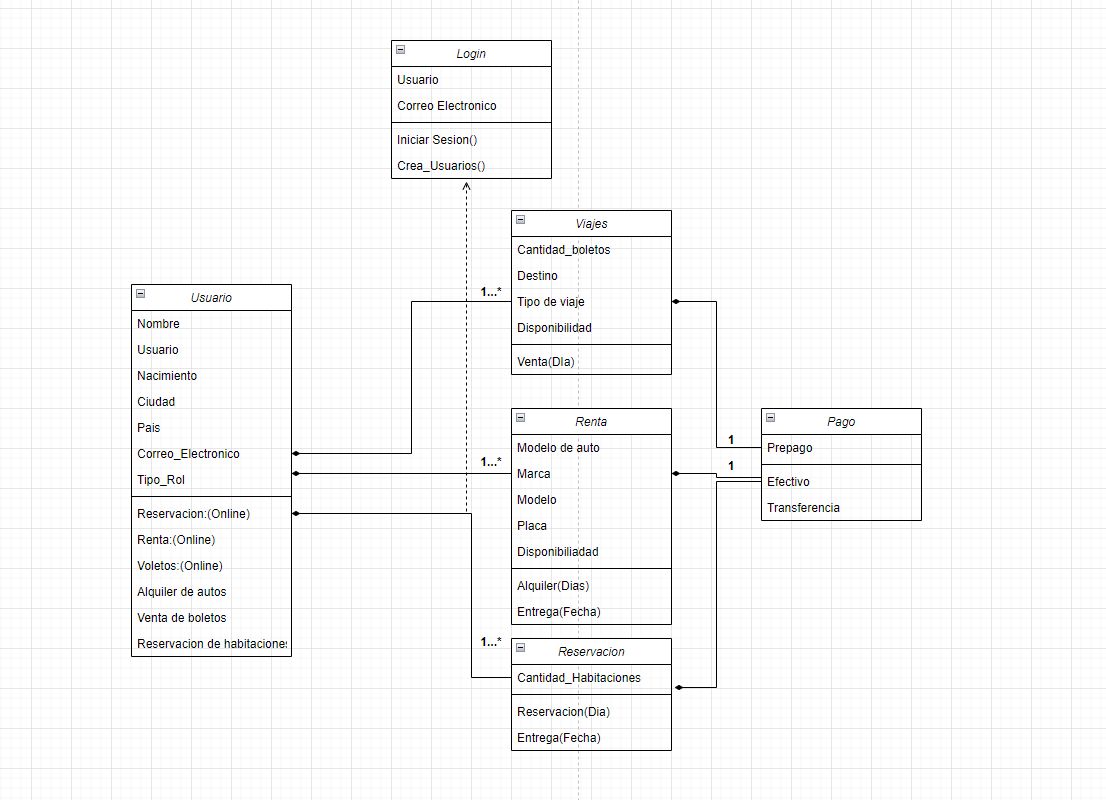 Login
Usuario
Correo Electronico
Iniciar Sesion()
Crea_Usuarios()
Viajes
Cantidad_boletos
Destino
Tipo de viaje
Disponibilidad
Venta(DIa)
1...*
Usuario
Nombre
Usuario
Nacimiento
Ciudad
Pais
Correo_Electronico
Tipo_Rol
Reservacion:(Online)
Renta:(Online)
Voletos:(Online)
Alquiler de autos
Venta de boletos
Reservacion de habitaciones
1...*
Renta
Modelo de auto
Marca
Modelo
Placa
Disponibiliadad
Alquiler(Dias)
Entrega(Fecha)
1
1
Pago
Prepago
Efectivo
Transferencia
1...*
Reservacion
Cantidad_Habitaciones
Reservacion(Dia)
Entrega(Fecha)